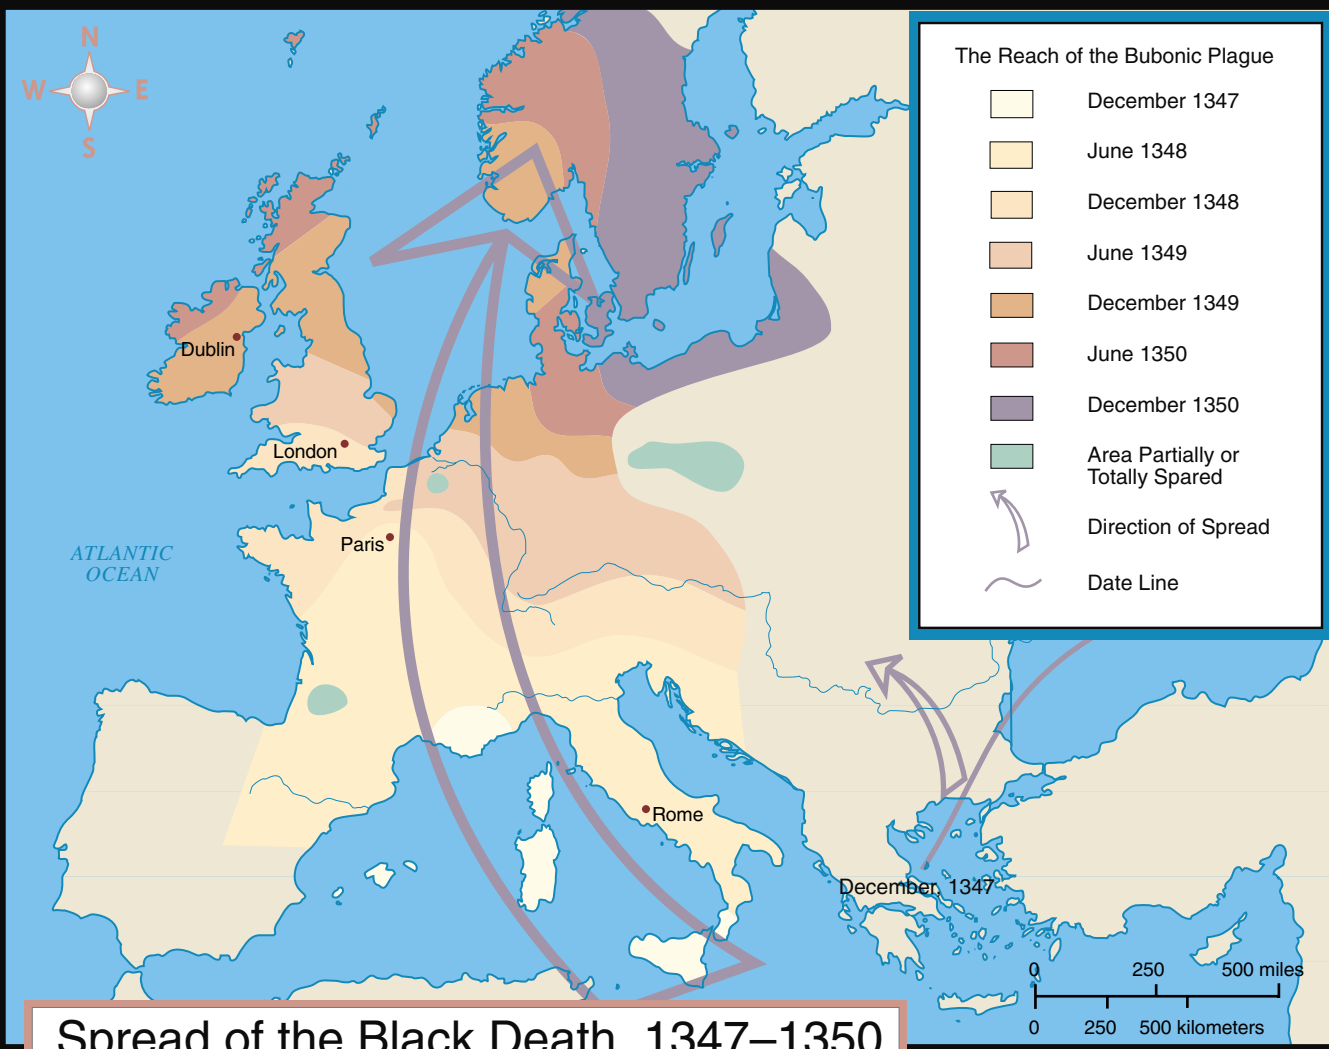 N
W E
S
The Reach of the Bubonic Plague
December 1347
June 1348
December 1348
June 1349
December 1349
June 1350
December 1350
Area Partially or
Totally Spared
Direction of Spread
Date Line
Dublin
London
Paris
ATLANTIC
OCEAN
Rome
December, 1347
0 250 500 miles
0 250 500 kilometers
Spread of the Black Death, 1347–1350